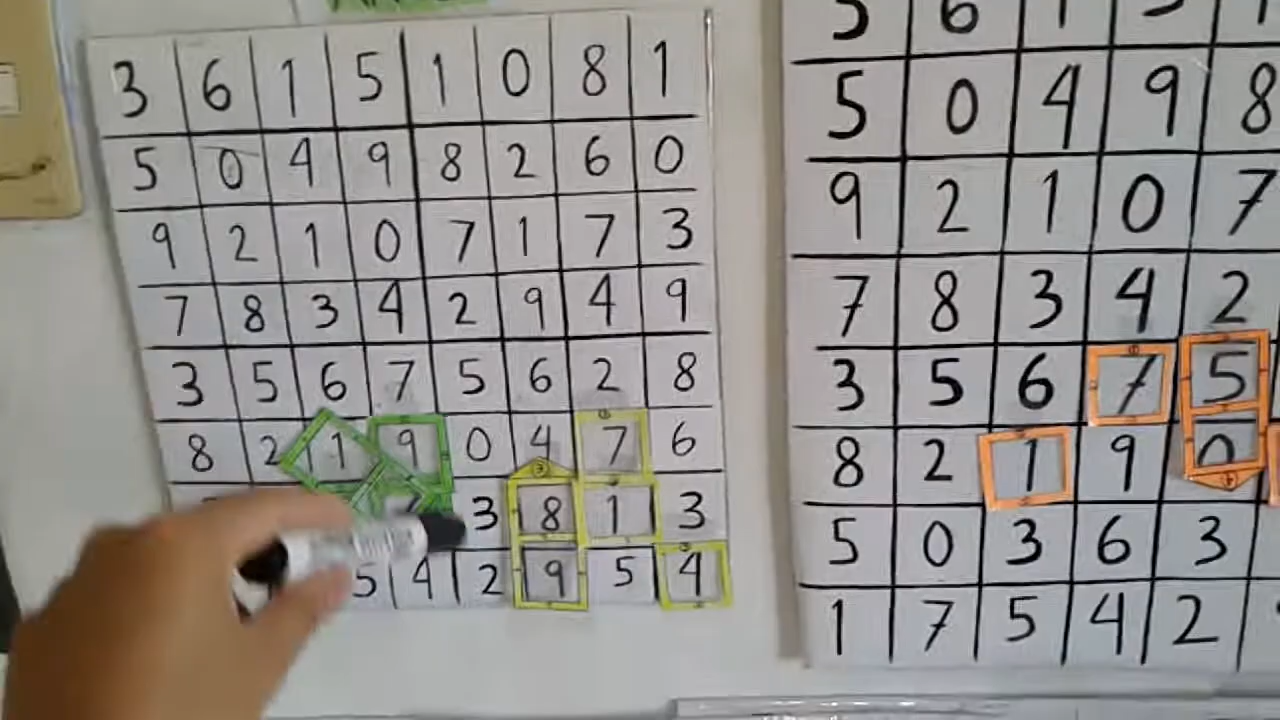 3 6 1 5 1 0 8 1
5 0 4 9 8 2 6 0
9 2 1 0 7 1 7 3
7 8 3 4 2 9 4 9
3 5 6 7 5 6 2 8
8 2 1 9 0 4 7 6
3 8 1 3
5 4 2 9 5 4
5 6 1
5 0 4 9 8
9 2 1 0 7
7 8 3 4 2
3 5 6 7 5
8 2 1 9 0
5 0 3 6 3
1 7 5 4 2